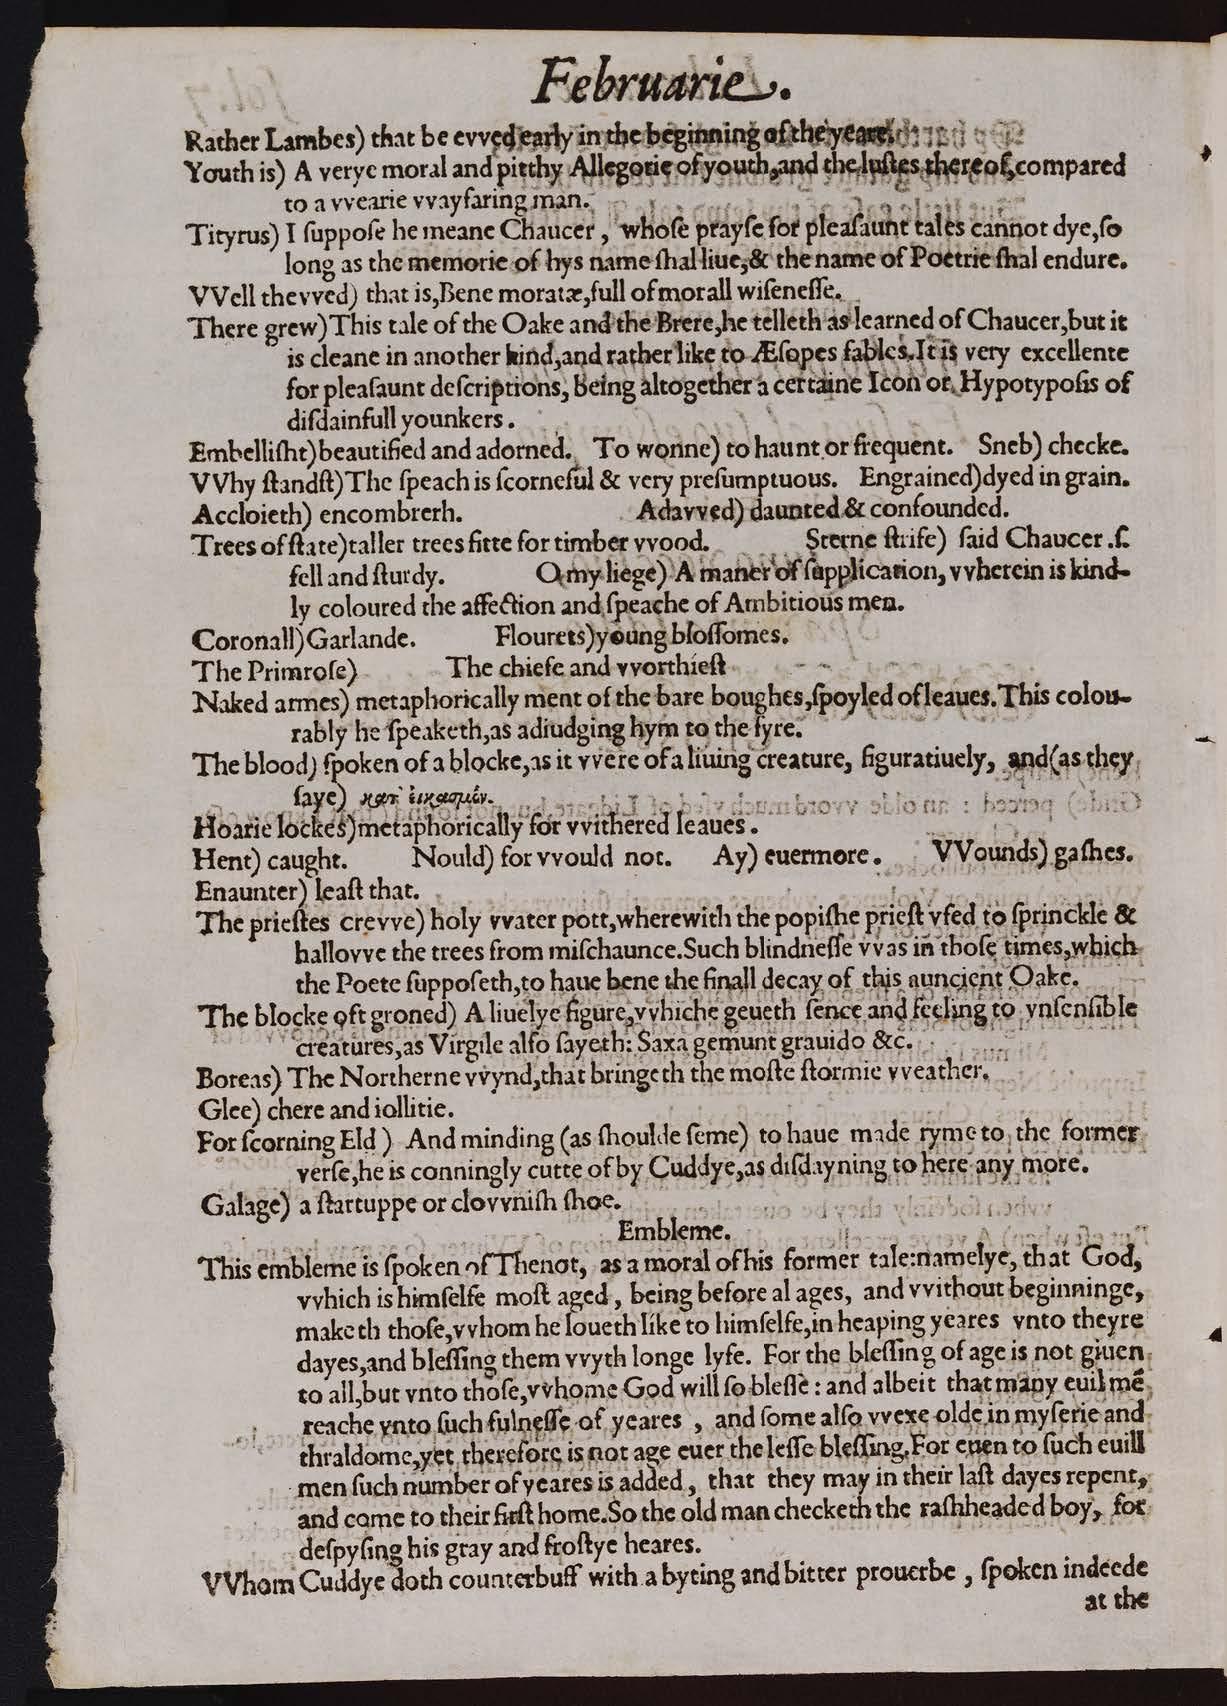 Februarie.
Rather Lambes) that be evved early in the beginning of the yeare.
Youth is) A verye moral and pitthy Allegorie of youth,and the luſtes thereof,compared
to a vvearie vvayfaring man.
Tityrus) I ſuppoſe he meane Chaucer , whoſe prayſe for pleaſaunt tales cannot dye,ſo
long as the memorie of hys name ſhal liue,& the name of Poetrie ſhal endure.
VVell thevved) that is,Bene moratæ,full of morall wiſeneſſe.
There grew)This tale of the Oake and the Brere,he telleth as learned of Chaucer,but it
is cleane in another kind,and rather like to Æſopes fables.It is very excellente
for pleaſaunt deſcriptions, being altogether a certaine Icon or Hypotypoſis of
diſdainfull younkers .
Embelliſht)beautified and adorned. To wonne) to haunt or frequent. Sneb) checke.
VVhy ſtandſt)The ſpeach is ſcorneful & very preſumptuous. Engrained)dyed in grain.
Accloieth) encombrerh. Adavved) daunted & confounded.
Trees of ſtate)taller trees fitte for timber vvood. Sterne ſtrife) ſaid Chaucer .ſ.
fell and ſturdy. O my liege) A maner of ſupplication, vvherein is kind-
ly coloured the affection and ſpeache of Ambitious men.
Coronall)Garlande. Flourets)young bloſſomes.
The Primroſe) The chiefe and vvorthieſt
Naked armes) metaphorically ment of the bare boughes,ſpoyled of leaues.This colou-
rably he ſpeaketh,as adiudging hym to the fyre.
The blood) ſpoken of a blocke,as it vvere of a liuing creature, figuratiuely, and(as they
ſaye) κατ' ἐικασμόν.
Hoarie lockes)metaphorically for vvithered leaues .
Hent) caught. Nould) for vvould not. Ay) euermore . VVounds) gaſhes.
Enaunter) leaſt that.
The prieſtes crevve) holy vvater pott,wherewith the popiſhe prieſt vſed to ſprinckle &
hallovve the trees from miſchaunce.Such blindneſſe vvas in thoſe times,which
the Poete ſuppoſeth,to haue bene the finall decay of this auncient Oake.
The blocke oft groned) A liuelye figure,vvhiche geueth ſence and feeling to vnſenſible
creatures,as Virgile alſo ſayeth: Saxa gemunt grauido &c.
Boreas) The Northerne vvynd,that bringeth the moſte ſtormie vveather.
Glee) chere and iollitie.
For ſcorning Eld ) And minding (as ſhoulde ſeme) to haue made ryme to the former
verſe,he is conningly cutte of by Cuddye,as diſdayning to here any more.
Galage) a ſtartuppe or clovvniſh ſhoe.
Embleme.
This embleme is ſpoken of Thenot, as a moral of his former tale:namelye, that God,
vvhich is himſelfe moſt aged , being before al ages, and vvithout beginninge,
maketh thoſe,vvhom he loueth like to himſelfe,in heaping yeares vnto theyre
dayes,and bleſſing them vvyth longe lyfe. For the bleſſing of age is not giuen
to all,but vnto thoſe,vvhome God will ſo bleſſe : and albeit that many euil mē
reache vnto ſuch fulneſſe of yeares , and ſome alſo vvexe olde in myſerie and
thraldome,yet therefore is not age euer the leſſe bleſſing.For euen to ſuch euill
men ſuch number of yeares is added , that they may in their laſt dayes repent,
and come to their firſt home.So the old man checketh the raſhheaded boy, for
deſpyſing his gray and froſtye heares.
VVhom Cuddye doth counterbuff with a byting and bitter prouerbe , ſpoken indeede
at the